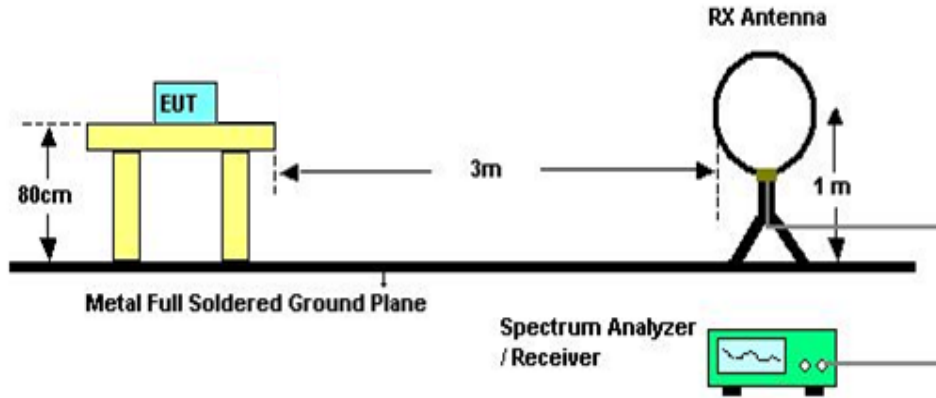 RX Antenna
EUT
80cm
3m
1 m
Metal Full Soldered Ground Plane
Spectrum Analyzer
/ Receiver